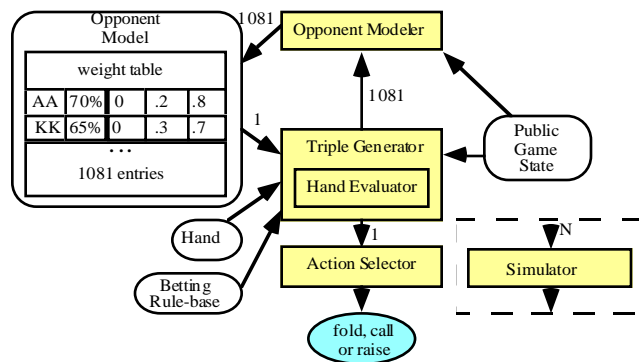 Opponent
Model
weight table
AA 70% 0 .2 .8
KK 65% 0 .3 .7
...
1081 entries
1081
Opponent Modeler
1081
1
Triple Generator
Hand Evaluator
Public
Game
State
Hand
Betting
Rule-base
1
Action Selector
fold, call
or raise
N
Simulator